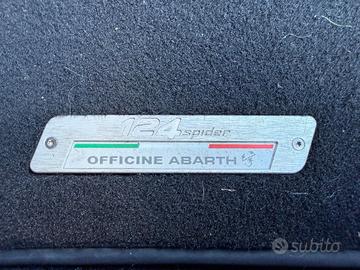 124 spider
OFFICINE ABARTH
subito